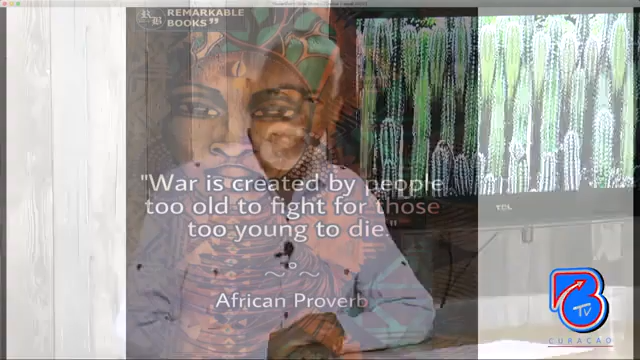 REMARKABLE
BOOKS”
"War is created by people
too old to fight for those
too young to die."
African Proverb
TCL
B
TV
CURAÇAO